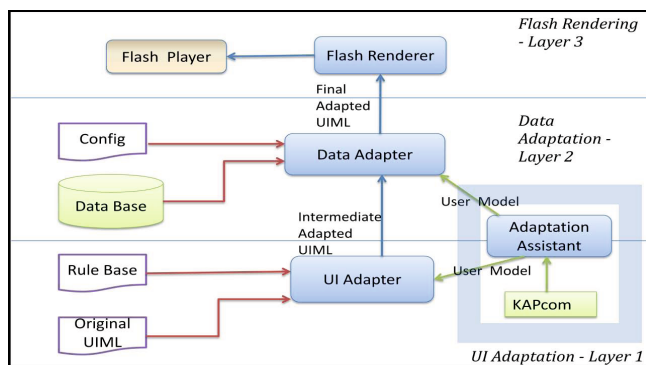 Flash Rendering
- Layer 3
Flash Player
Flash Renderer
Final
Adapted
UIML
Data
Adaptation -
Layer 2
Config
Data Adapter
Data Base
User Model
Intermediate
Adapted
UIML
Adaptation
Assistant
Rule Base
UI Adapter
User Model
KAPcom
Original
UIML
UI Adaptation - Layer 1